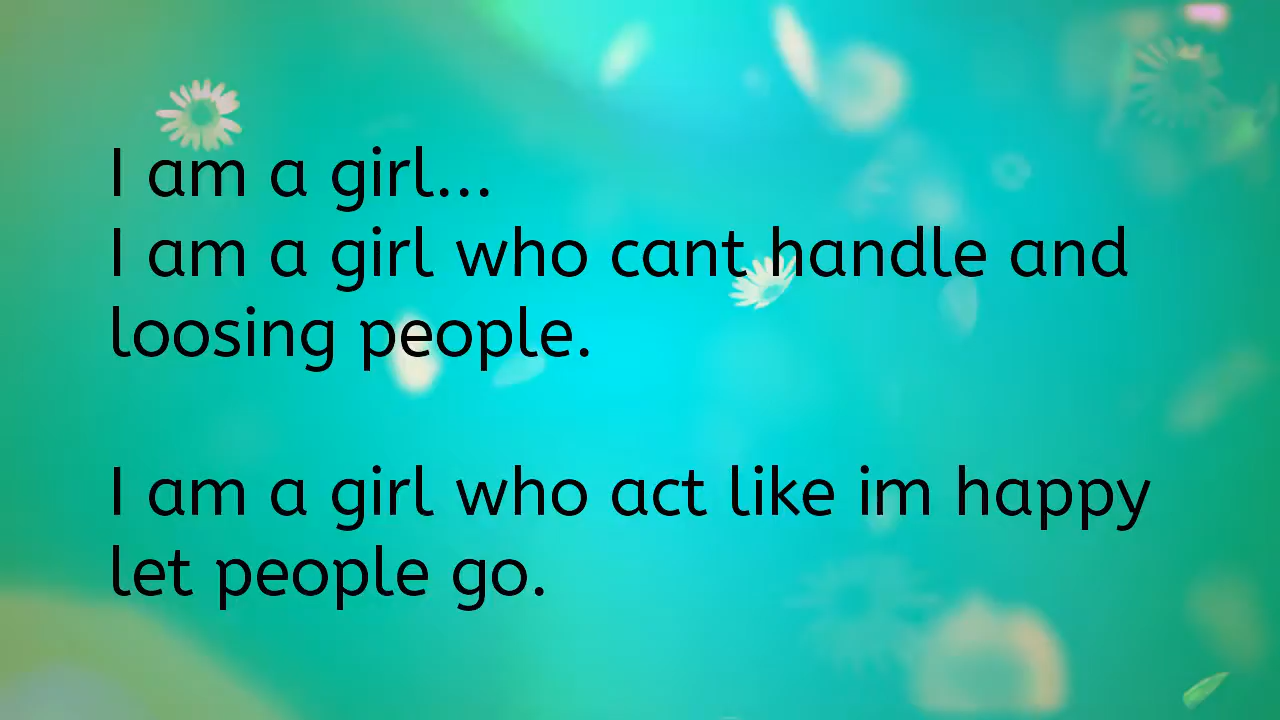 I am a girl...
I am a girl who cant handle and
loosing people.
I am a girl who act like im happy
let people go.